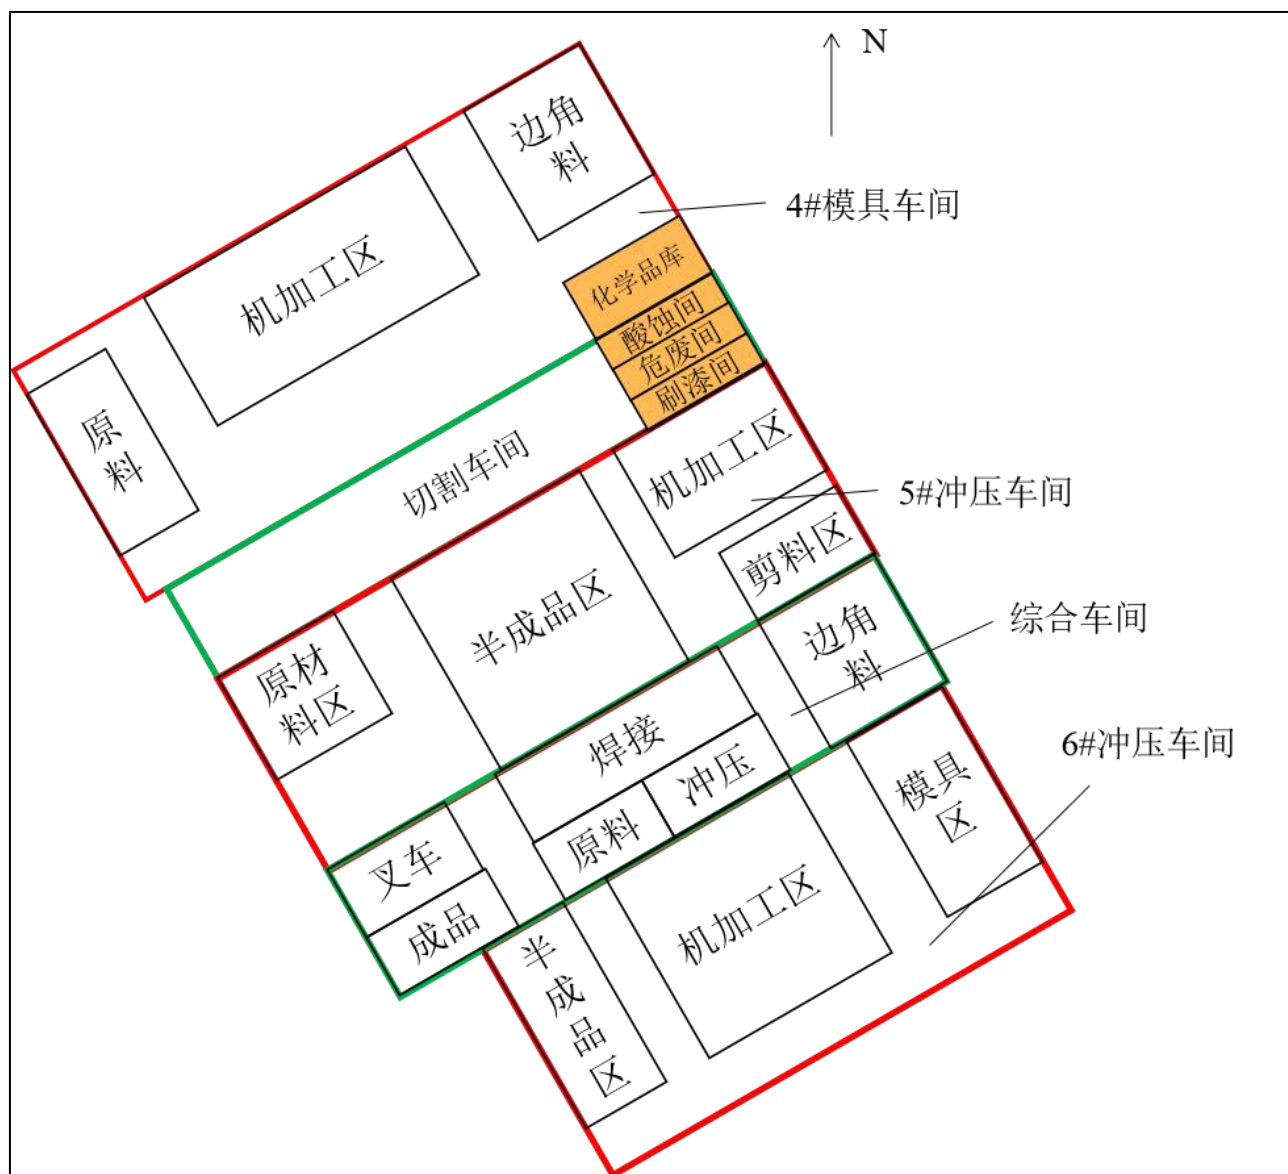 N
边角
料
4#模具车间
机加工区
化学品库
酸蚀间
危废间
刷漆间
原
料
切割车间
机加工区
5#冲压车间
剪料区
半成品区
原材
料区
综合车间
边角
料
焊接
冲压
原料
6#冲压车间
模具
区
叉车
成品
机加工区
半
成
品
区